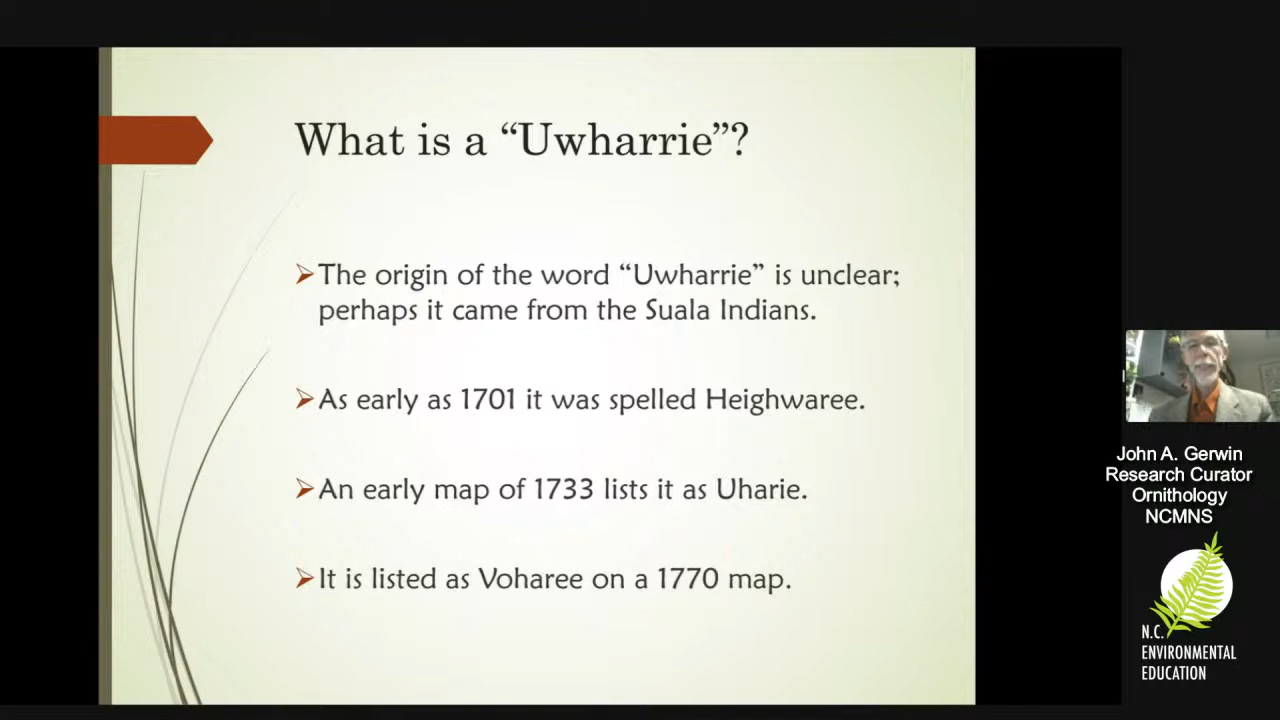 What is a “Uwharrie”?
➢The origin of the word “Uwharrie” is unclear;
perhaps it came from the Suala Indians.
➢As early as 1701 it was spelled Heighwaree.
➢An early map of 1733 lists it as Uharie.
➢It is listed as Voharee on a 1770 map.
John A. Gerwin
Research Curator
Ornithology
NCMNS
N.C.
ENVIRONMENTAL
EDUCATION